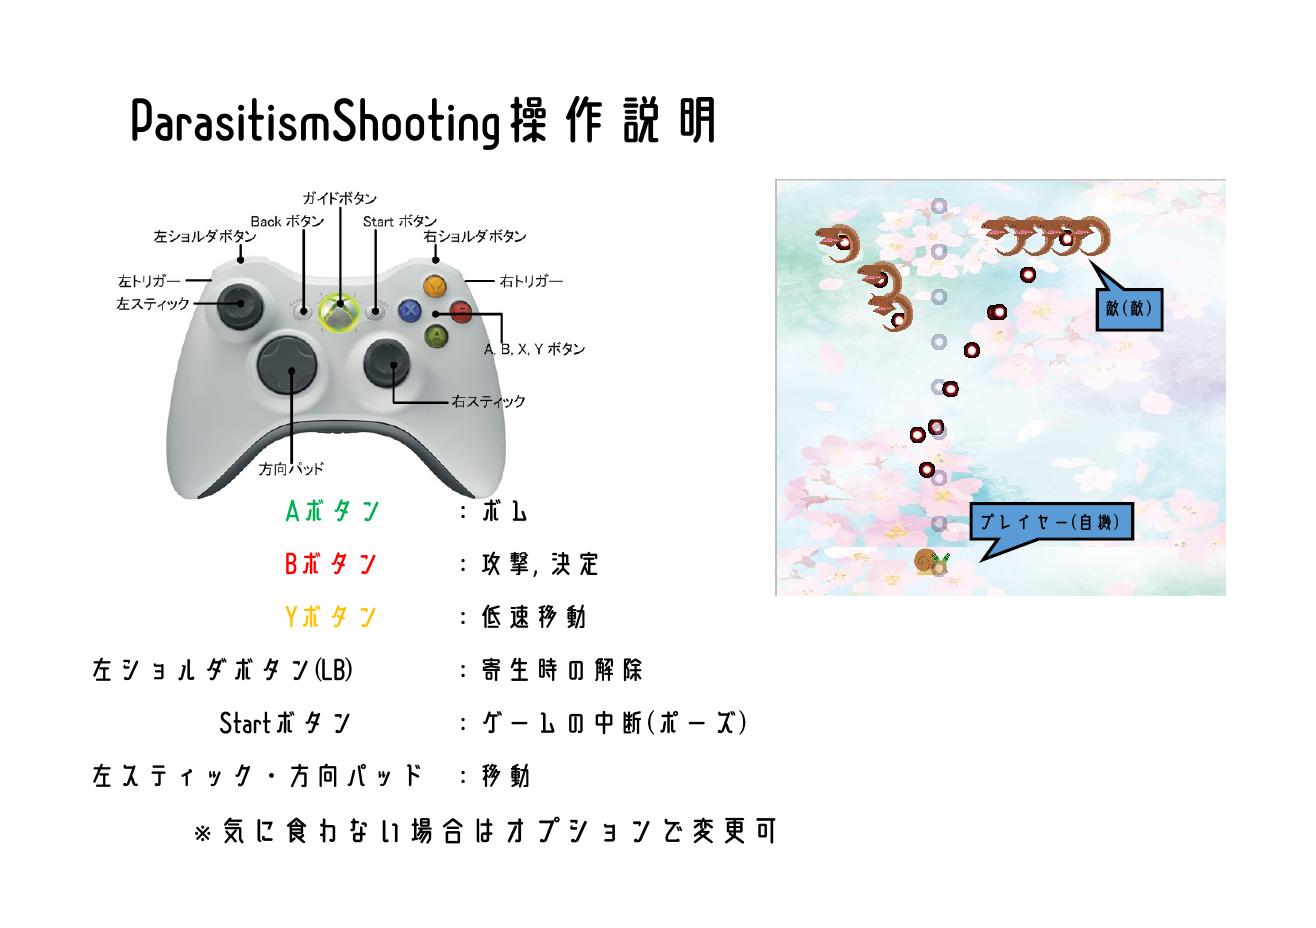 ParasitismShooting操作説明
ガイドボタン
Back ボタン
Start ボタン
左ショルダボタン
右ショルダボタン
左トリガー
右トリガー
左スティック
A, B, X, Y ボタン
右スティック
方向パッド
Y
X
B
A
敵(敵)
プレイヤー(自機)
Aボタン : ボム
Bボタン : 攻撃, 決定
Yボタン : 低速移動
左ショルダボタン(LB) : 寄生時の解除
Startボタン : ゲームの中断(ポーズ)
左スティック・方向パッド : 移動
※気に食わない場合はオプションで変更可